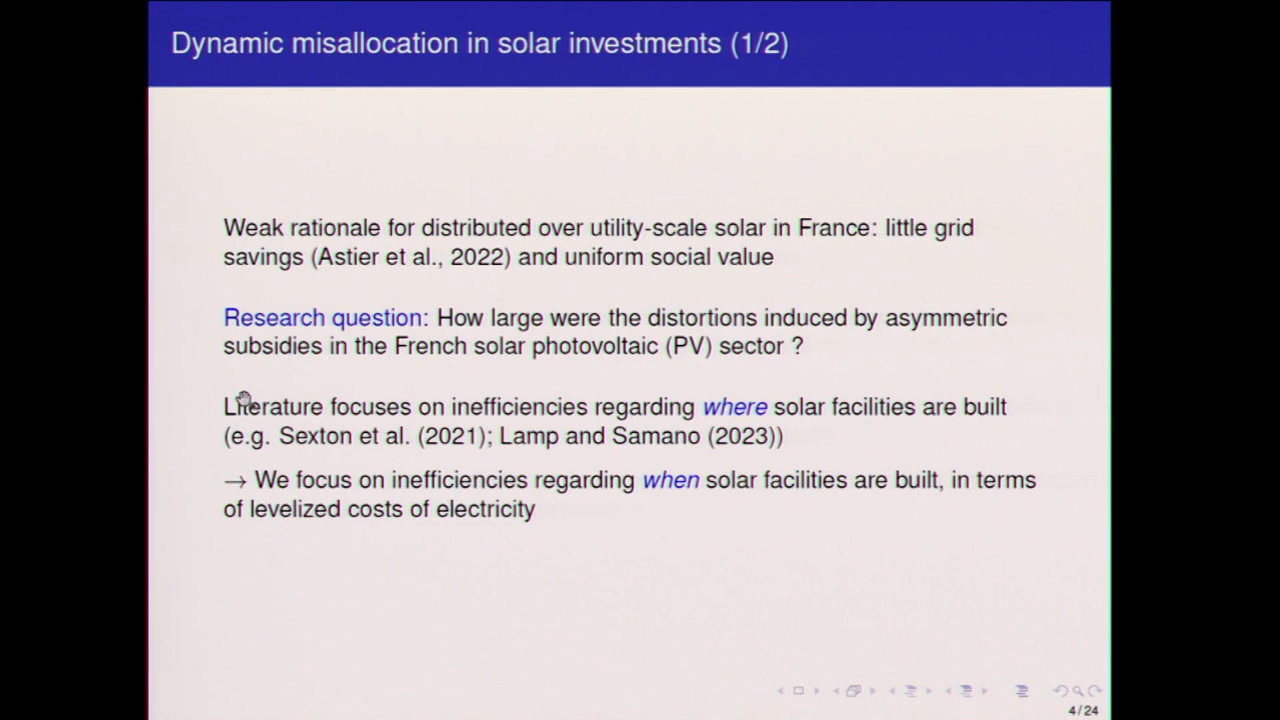 Dynamic misallocation in solar investments (1/2)
Weak rationale for distributed over utility-scale solar in France: little grid
savings (Astier et al., 2022) and uniform social value
Research question: How large were the distortions induced by asymmetric
subsidies in the French solar photovoltaic (PV) sector ?
Literature focuses on inefficiencies regarding where solar facilities are built
(e.g. Sexton et al. (2021); Lamp and Samano (2023))
→ We focus on inefficiencies regarding when solar facilities are built, in terms
of levelized costs of electricity
4/24